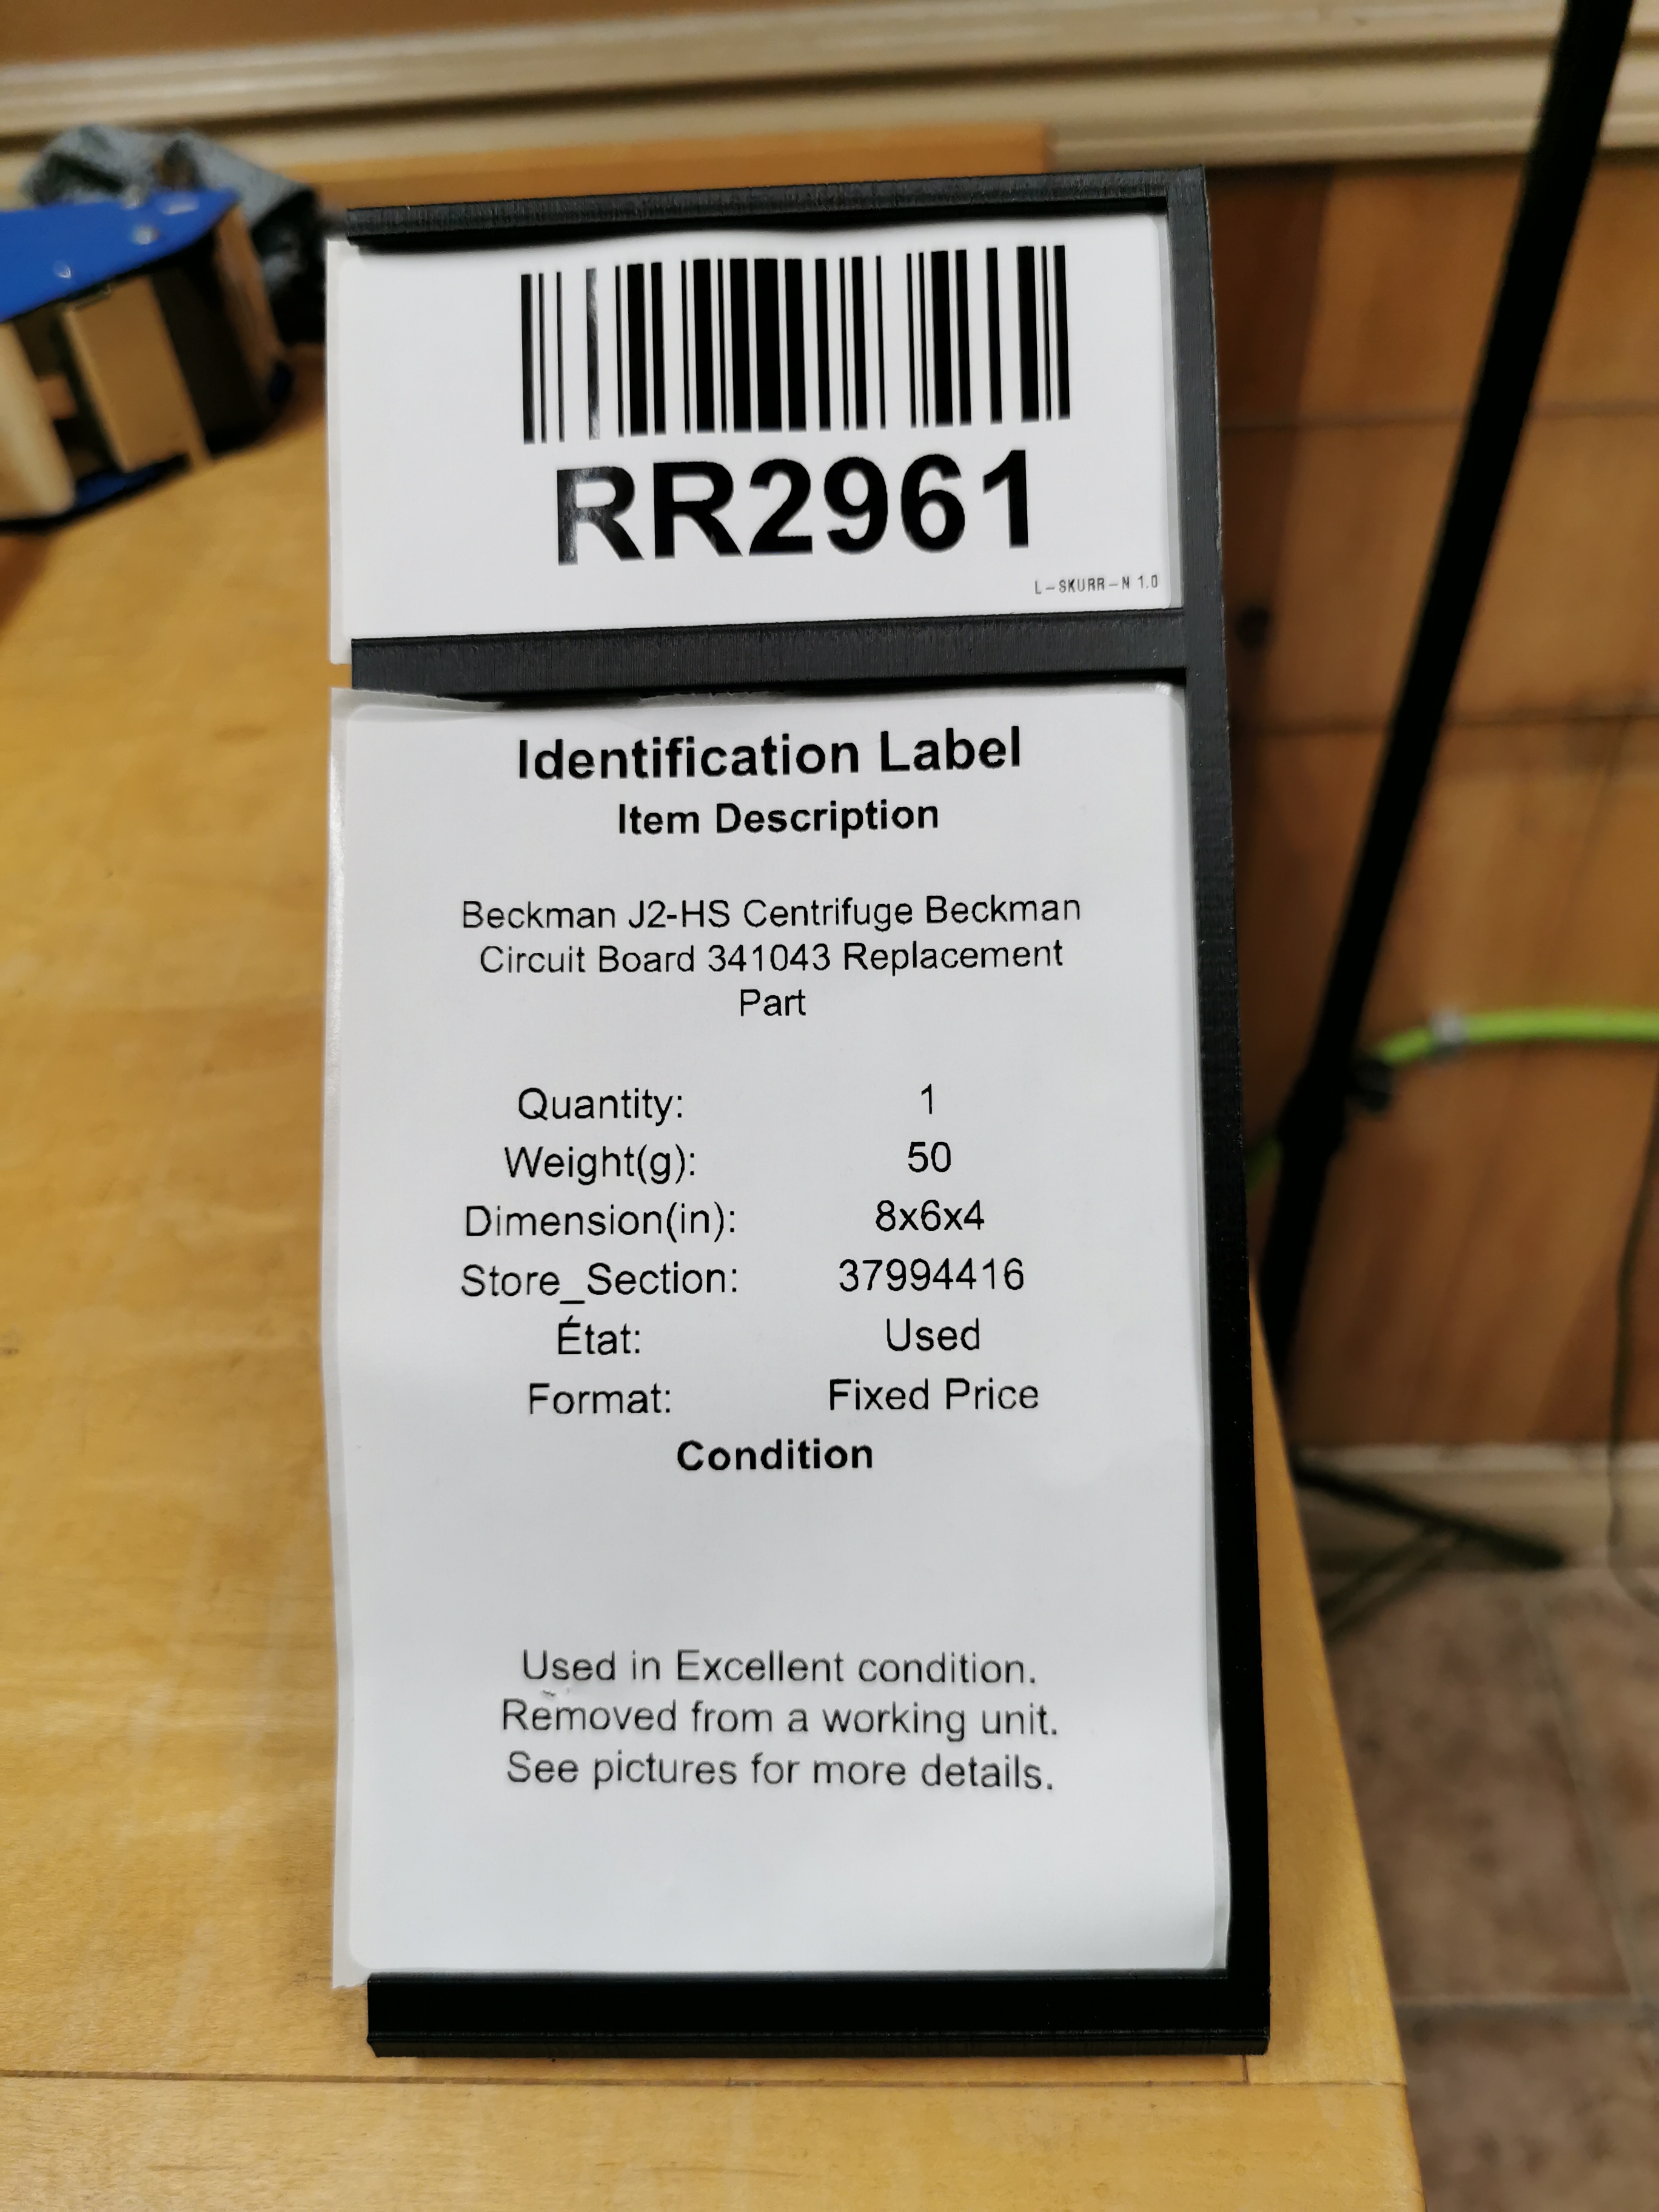 RR2961
L-SKURR-N 1.0
Identification Label
Item Description
Beckman J2-HS Centrifuge Beckman
Circuit Board 341043 Replacement
Part
Quantity: 1
Weight(g): 50
Dimension(in): 8x6x4
Store_Section: 37994416
État: Used
Format: Fixed Price
Condition
Used in Excellent condition.
Removed from a working unit.
See pictures for more details.